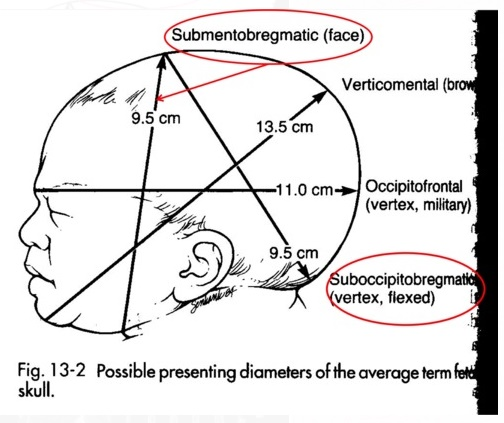 Submentobregmatic (face)
Verticomental (brow
9.5 cm
13.5 cm
11.0 cm
Occipitofrontal
(vertex, military)
9.5 cm
Suboccipitobregmatic
(vertex, flexed)
Fig. 13-2 Possible presenting diameters of the average term fetal
skull.